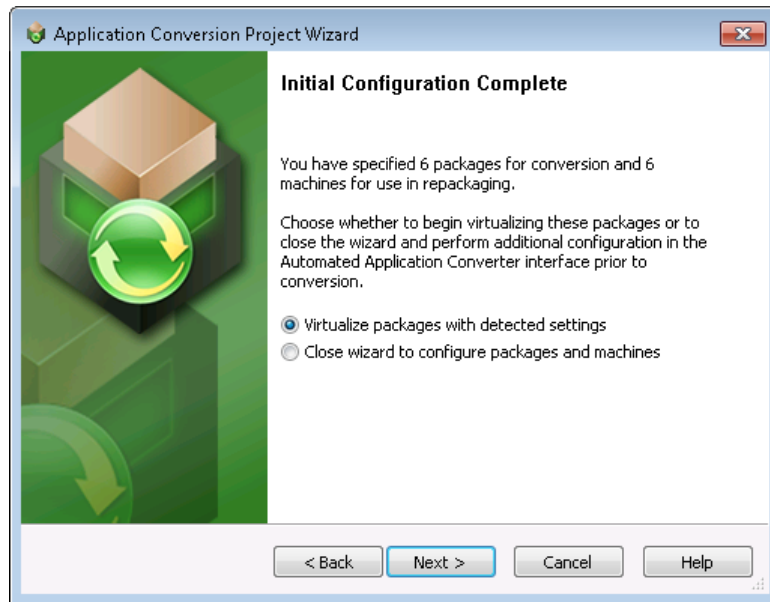 Application Conversion Project Wizard
Initial Configuration Complete
You have specified 6 packages for conversion and 6
machines for use in repackaging.
Choose whether to begin virtualizing these packages or to
close the wizard and perform additional configuration in the
Automated Application Converter interface prior to
conversion.
Virtualize packages with detected settings
Close wizard to configure packages and machines
< Back Next > Cancel Help